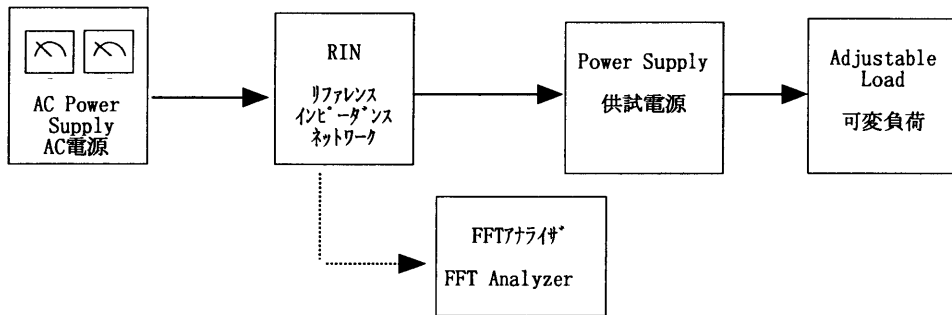 AC Power
Supply
AC電源
RIN
リファレンス
インピーダンス
ネットワーク
Power Supply
供試電源
Adjustable
Load
可変負荷
FFTアナライザ
FFT Analyzer